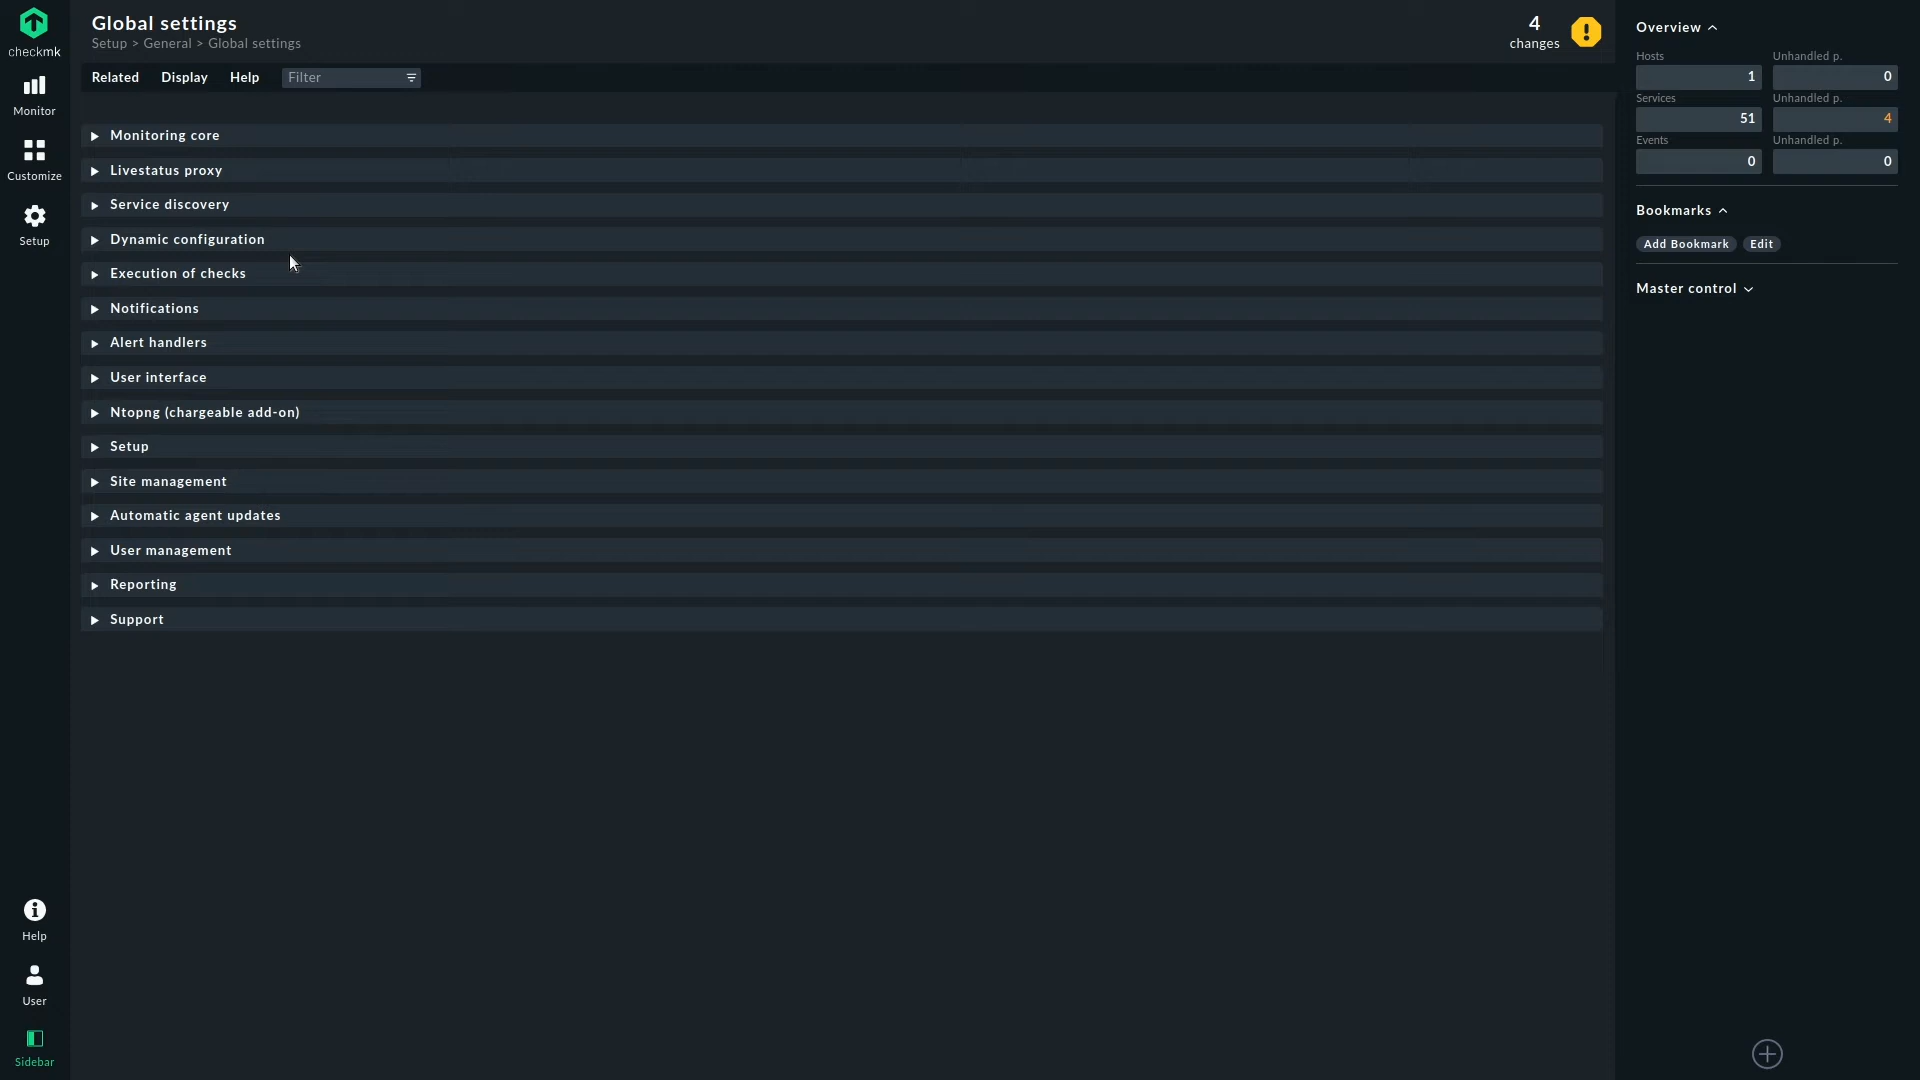 checkmk
Monitor
Customize
Setup
Help
User
Sidebar
Global settings
Setup > General > Global settings
4
changes
Related
Display
Help
Filter
Monitoring core
Livestatus proxy
Service discovery
Dynamic configuration
Execution of checks
Notifications
Alert handlers
User interface
Ntopng (chargeable add-on)
Setup
Site management
Automatic agent updates
User management
Reporting
Support
Overview
Hosts Unhandled p.
1 0
Services Unhandled p.
51 4
Events Unhandled p.
0 0
Bookmarks
Add Bookmark Edit
Master control